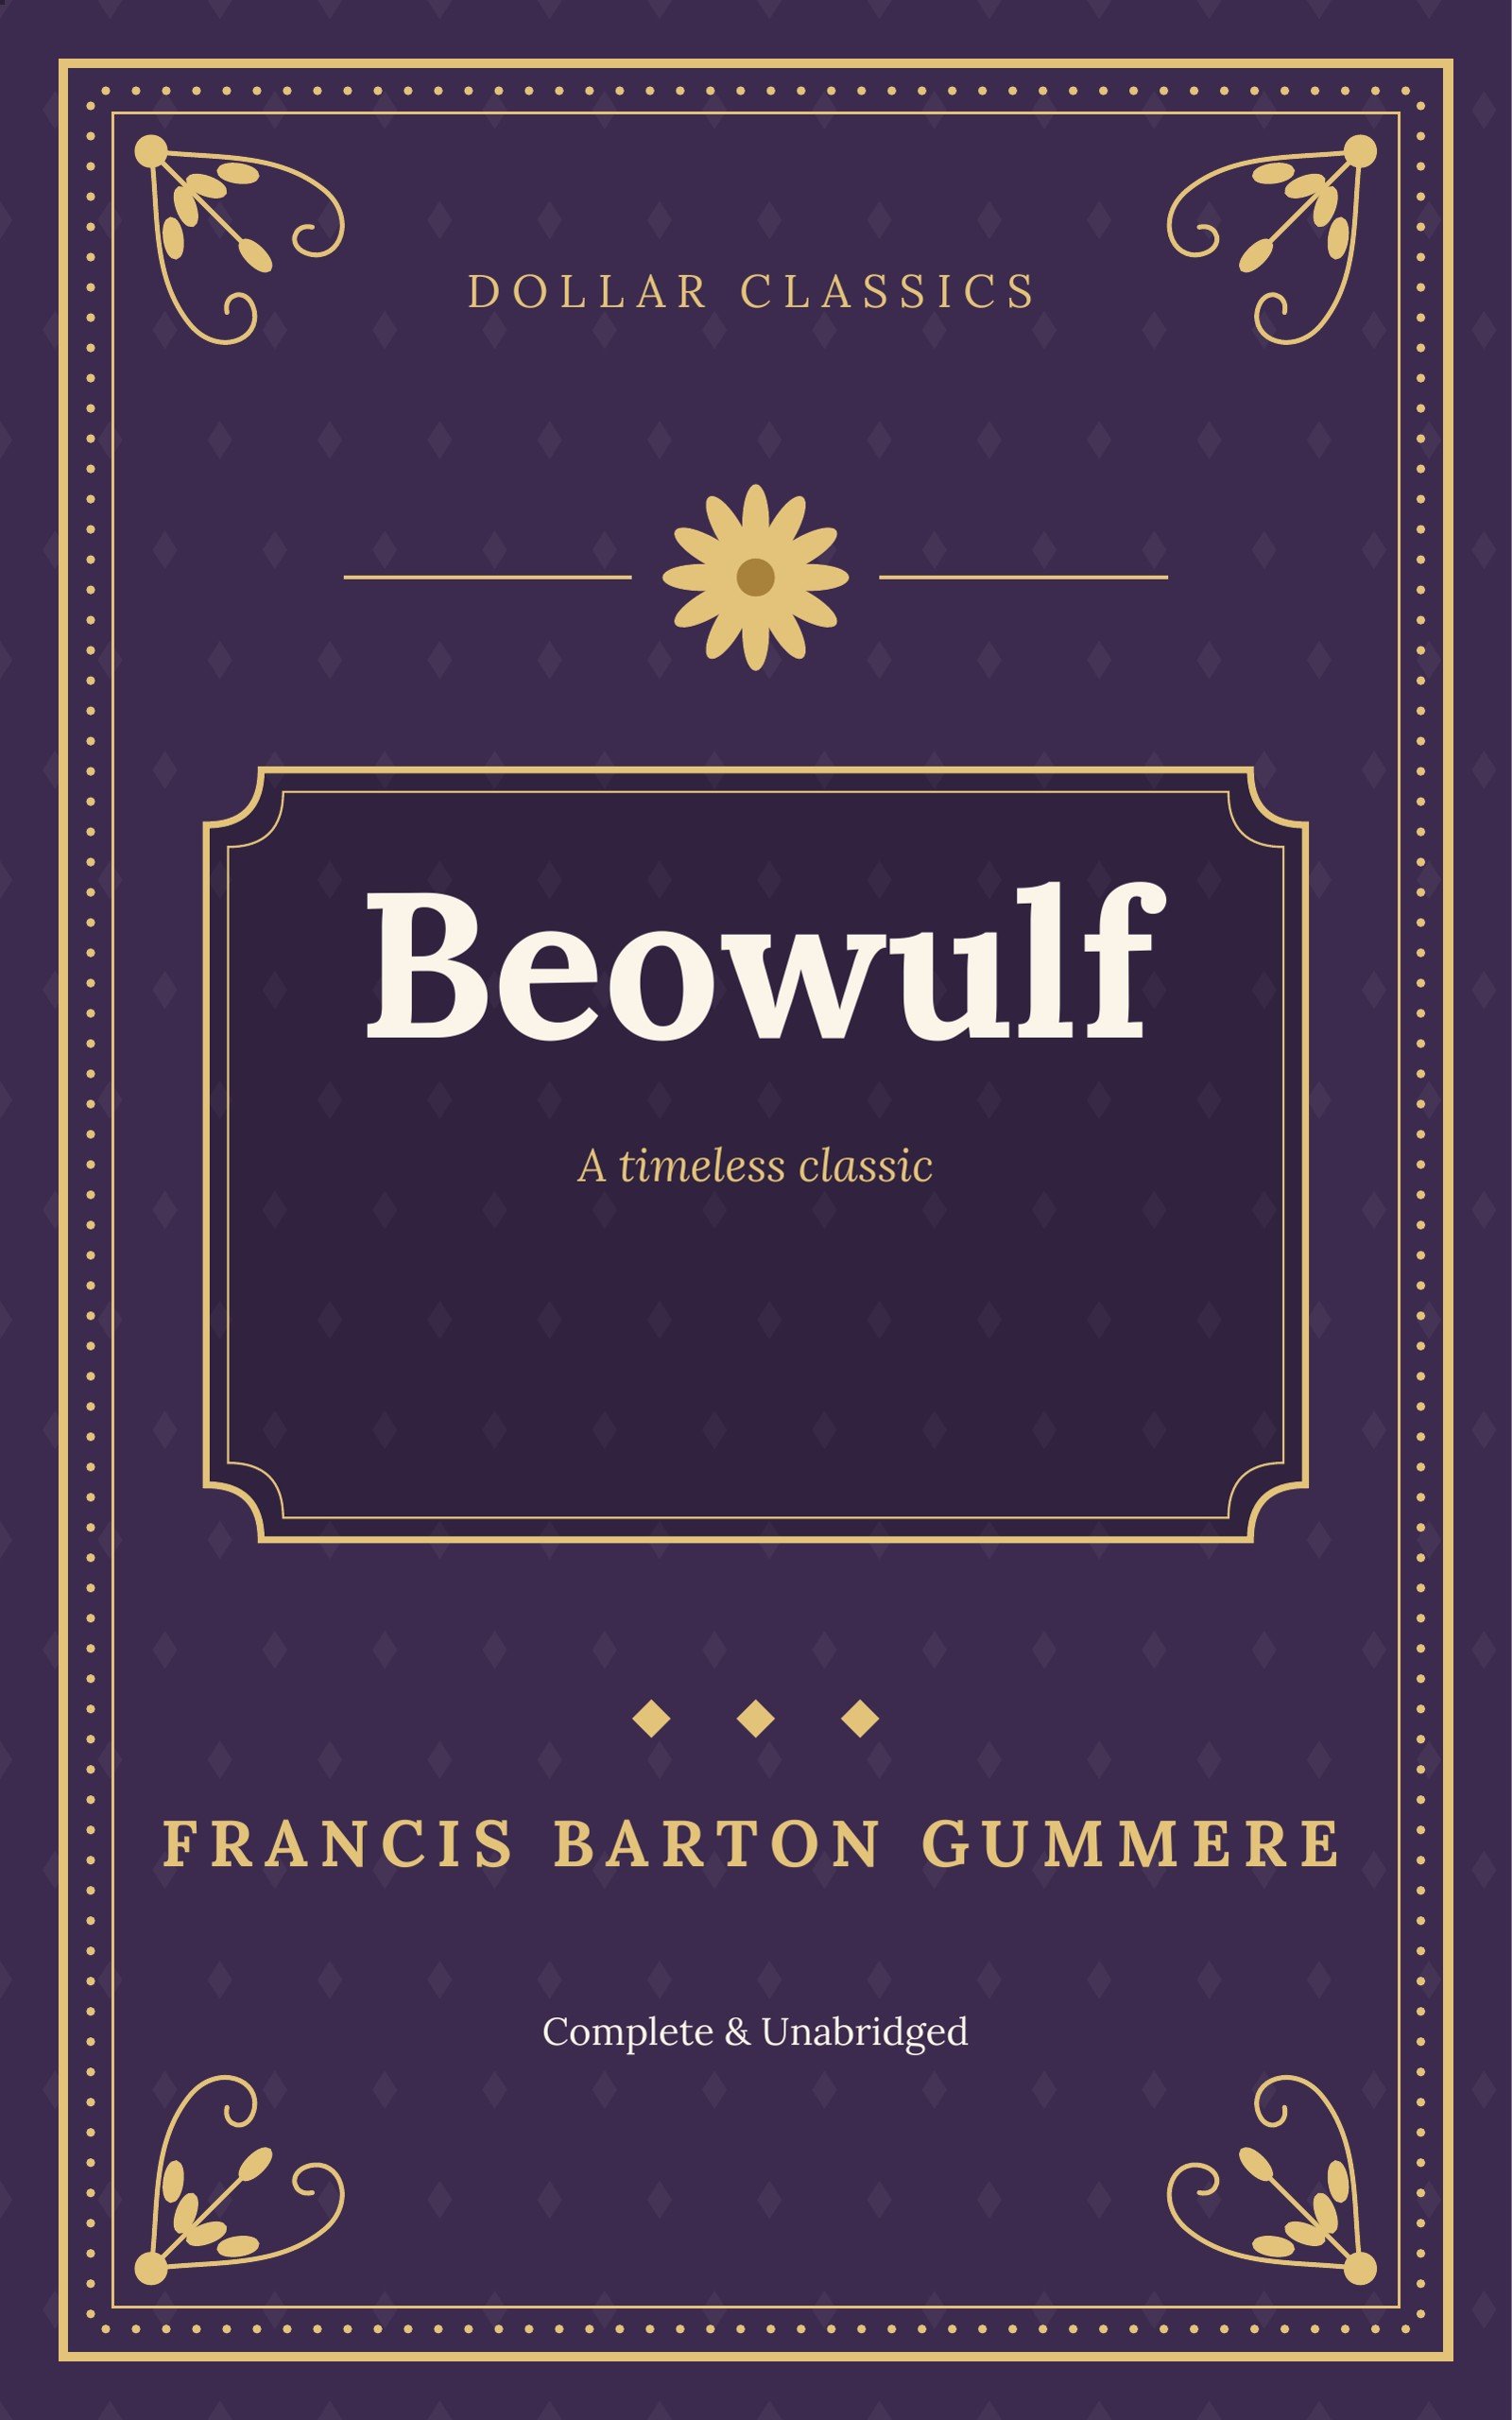 DOLLAR CLASSICS
Beowulf
A timeless classic
FRANCIS BARTON GUMMERE
Complete & Unabridged